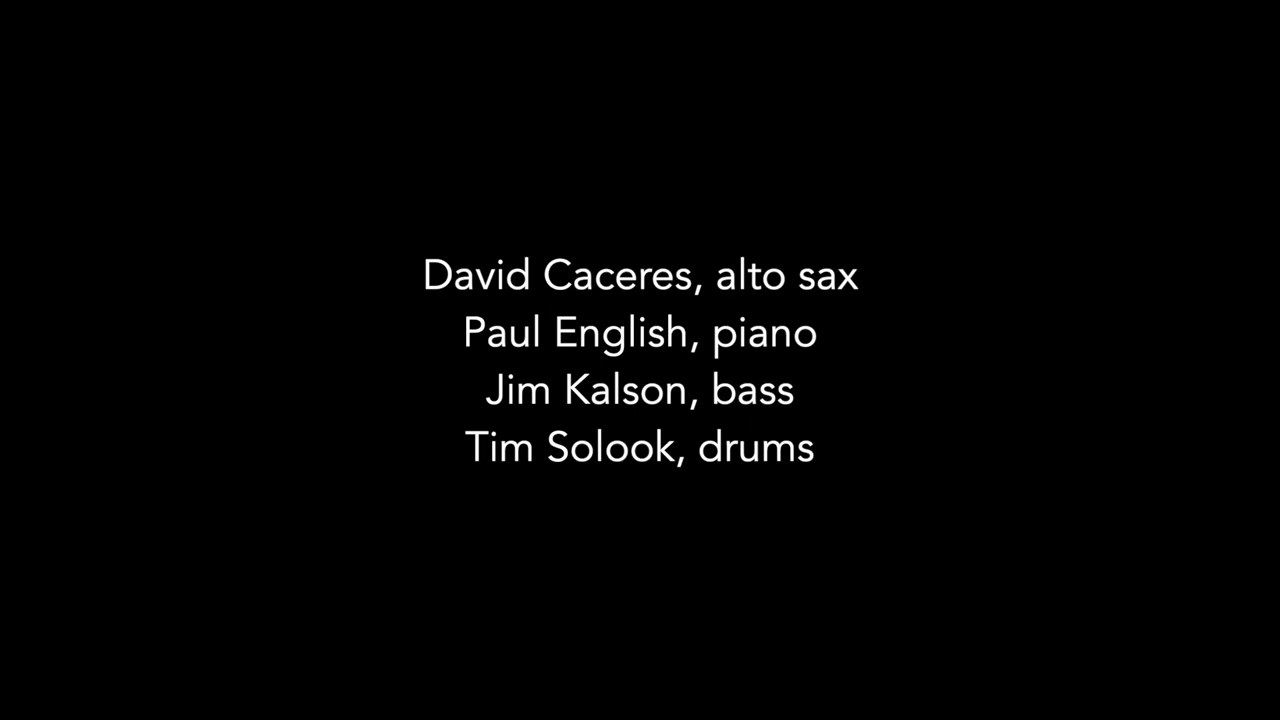 David Caceres, alto sax
Paul English, piano
Jim Kalson, bass
Tim Solook, drums